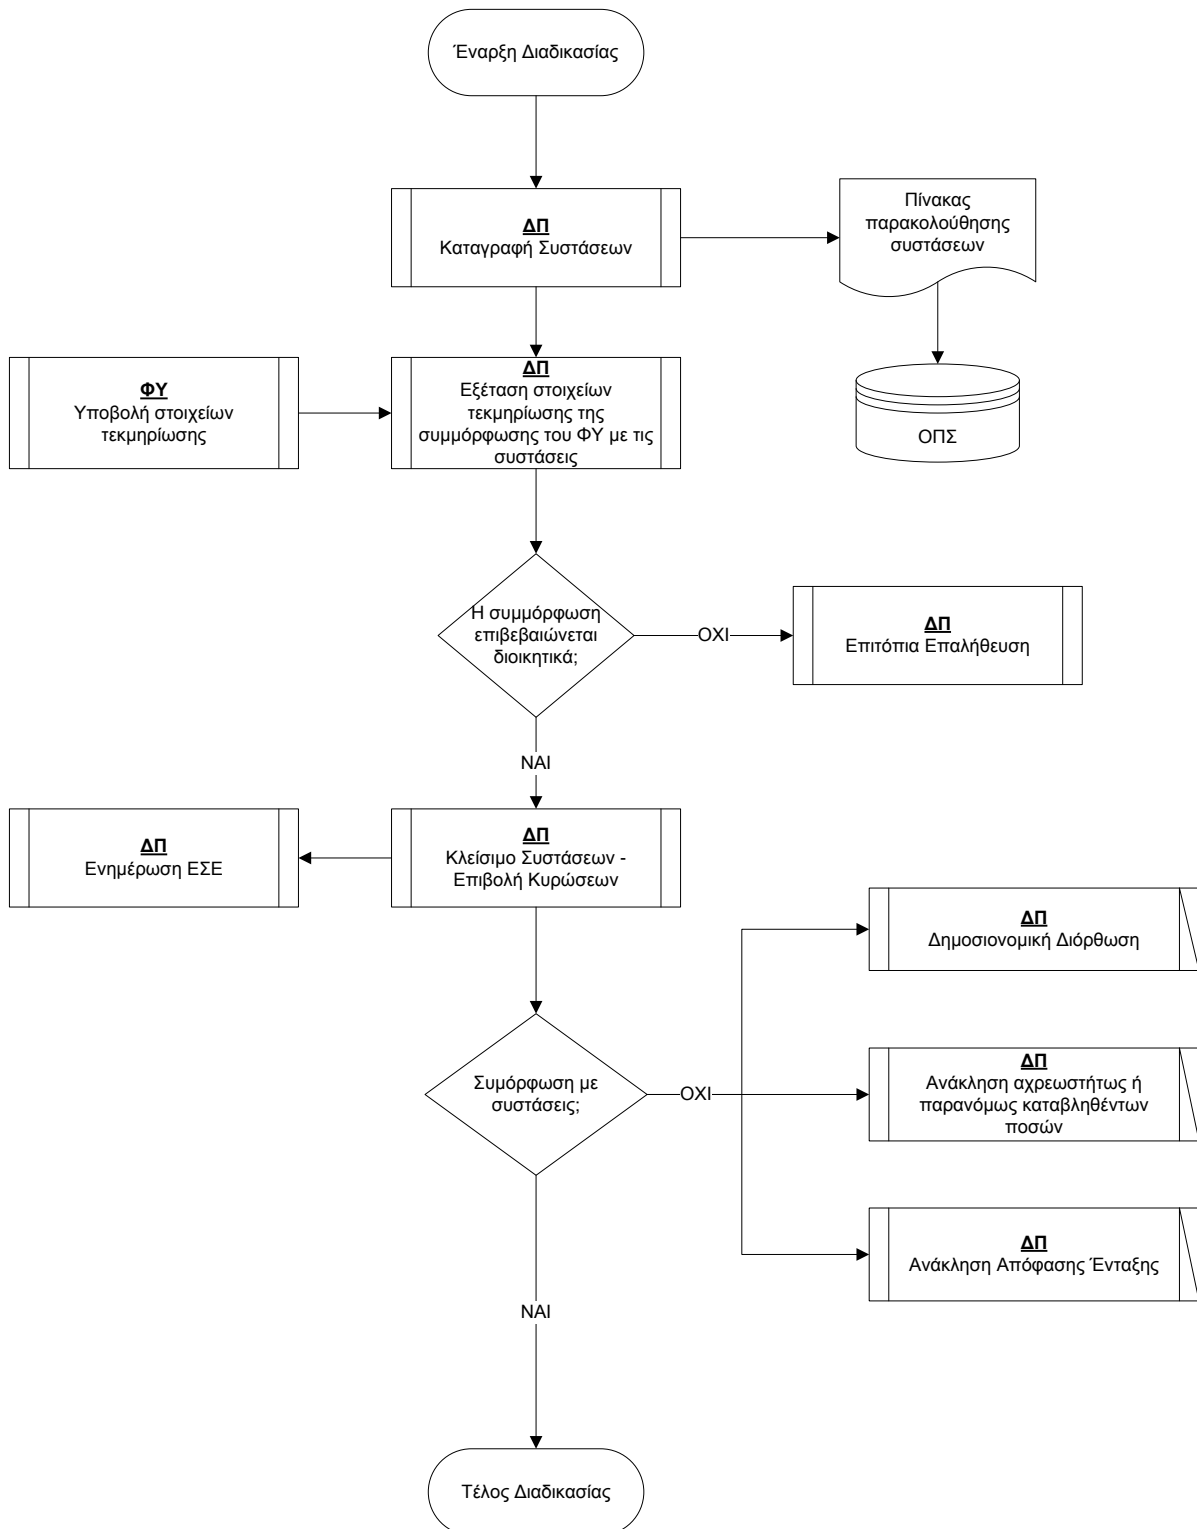 Έναρξη Διαδικασίας
ΔΠ
Καταγραφή Συστάσεων
Πίνακας
παρακολούθησης
συστάσεων
ΦΥ
Υποβολή στοιχείων
τεκμηρίωσης
ΔΠ
Εξέταση στοιχείων
τεκμηρίωσης της
συμμόρφωσης του ΦΥ με τις
συστάσεις
ΟΠΣ
Η συμμόρφωση
επιβεβαιώνεται
διοικητικά;
ΟΧΙ
ΔΠ
Επιτόπια Επαλήθευση
ΝΑΙ
ΔΠ
Ενημέρωση ΕΣΕ
ΔΠ
Κλείσιμο Συστάσεων -
Επιβολή Κυρώσεων
ΔΠ
Δημοσιονομική Διόρθωση
Συμόρφωση με
συστάσεις;
ΟΧΙ
ΔΠ
Ανάκληση αχρεωστήτως ή
παρανόμως καταβληθέντων
ποσών
ΔΠ
Ανάκληση Απόφασης Ένταξης
ΝΑΙ
Τέλος Διαδικασίας